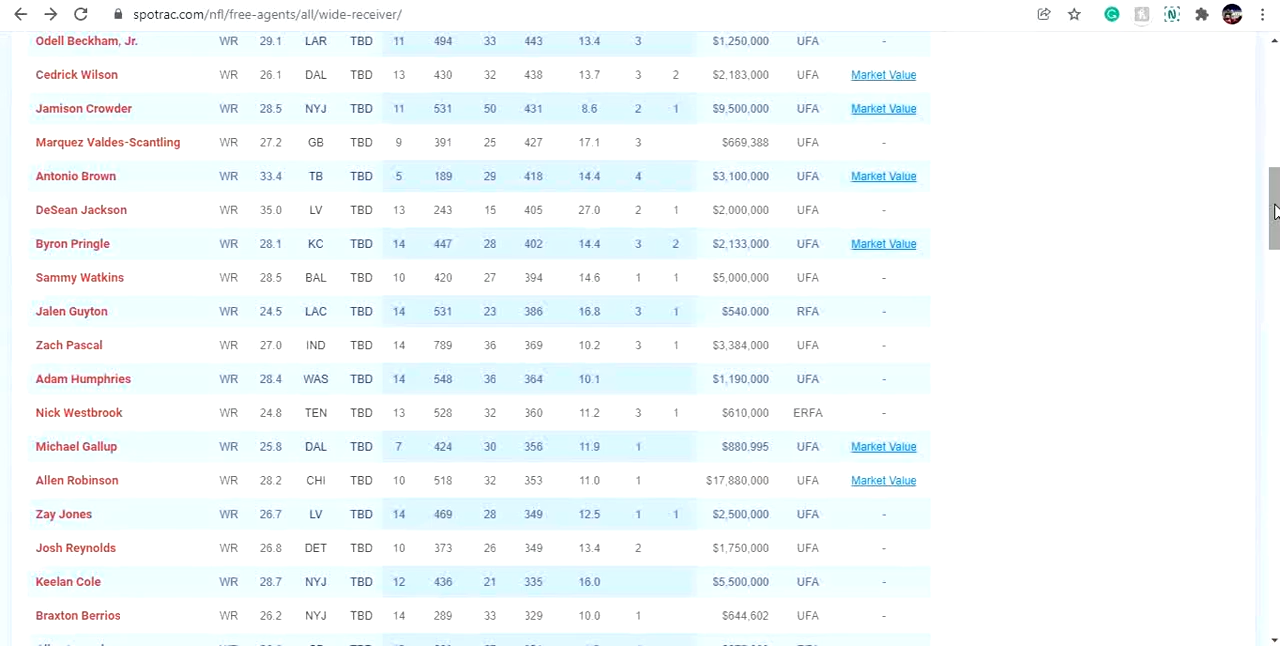 spotrac.com/nfl/free-agents/all/wide-receiver/
Odell Beckham, Jr. WR 29.1 LAR TBD 11 494 33 443 13.4 3 $1,250,000 UFA -
Cedrick Wilson WR 26.1 DAL TBD 13 430 32 438 13.7 3 2 $2,183,000 UFA Market Value
Jamison Crowder WR 28.5 NYJ TBD 11 531 50 431 8.6 2 1 $9,500,000 UFA Market Value
Marquez Valdes-Scantling WR 27.2 GB TBD 9 391 25 427 17.1 3 $669,388 UFA -
Antonio Brown WR 33.4 TB TBD 5 189 29 418 14.4 4 $3,100,000 UFA Market Value
DeSean Jackson WR 35.0 LV TBD 13 243 15 405 27.0 2 1 $2,000,000 UFA -
Byron Pringle WR 28.1 KC TBD 14 447 28 402 14.4 3 2 $2,133,000 UFA Market Value
Sammy Watkins WR 28.5 BAL TBD 10 420 27 394 14.6 1 1 $5,000,000 UFA -
Jalen Guyton WR 24.5 LAC TBD 14 531 23 386 16.8 3 1 $540,000 RFA -
Zach Pascal WR 27.0 IND TBD 14 789 36 369 10.2 3 1 $3,384,000 UFA -
Adam Humphries WR 28.4 WAS TBD 14 548 36 364 10.1 $1,190,000 UFA -
Nick Westbrook WR 24.8 TEN TBD 13 528 32 360 11.2 3 1 $610,000 ERFA -
Michael Gallup WR 25.8 DAL TBD 7 424 30 356 11.9 1 $880,995 UFA Market Value
Allen Robinson WR 28.2 CHI TBD 10 518 32 353 11.0 1 $17,880,000 UFA Market Value
Zay Jones WR 26.7 LV TBD 14 469 28 349 12.5 1 1 $2,500,000 UFA -
Josh Reynolds WR 26.8 DET TBD 10 373 26 349 13.4 2 $1,750,000 UFA -
Keelan Cole WR 28.7 NYJ TBD 12 436 21 335 16.0 $5,500,000 UFA -
Braxton Berrios WR 26.2 NYJ TBD 14 289 33 329 10.0 1 $644,602 UFA -